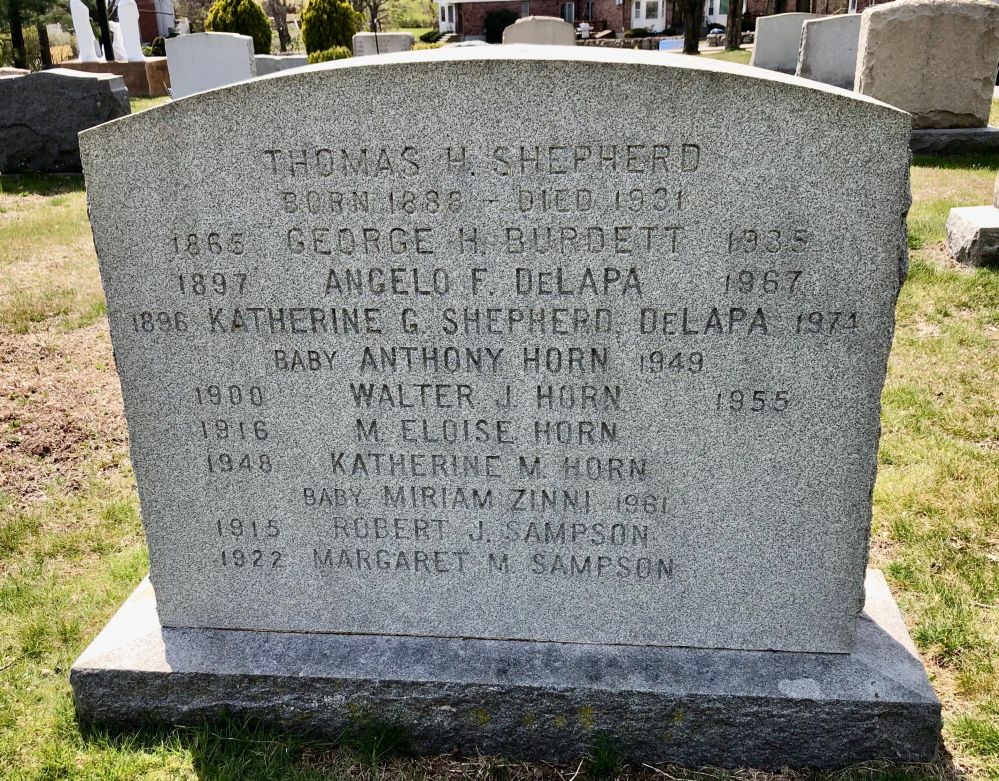 THOMAS H. SHEPHERD
BORN 1888 - DIED 1931
1865 GEORGE H. BURDETT 1935
1897 ANGELO F. DeLAPA 1967
1896 KATHERINE G. SHEPHERD, DeLAPA 1974
BABY ANTHONY HORN 1949
1900 WALTER J. HORN 1955
1916 M. ELOISE HORN
1948 KATHERINE M. HORN
BABY MIRIAM ZINNI 1961
1915 ROBERT J. SAMPSON
1922 MARGARET M. SAMPSON